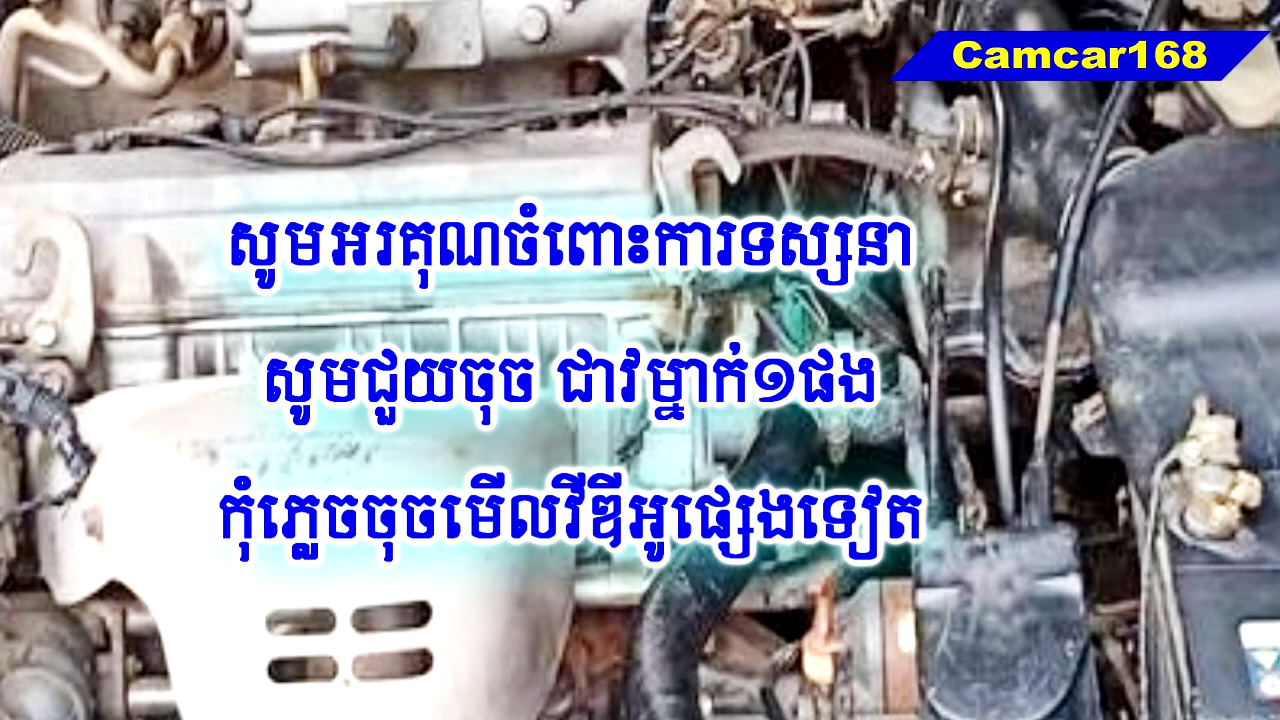 Camcar168
សូមអរគុណចំពោះការទស្សនា
សូមជួយចុច ជាវម្នាក់១ផង
កុំភ្លេចចុចមើលវីឌីអូផ្សេងទៀត